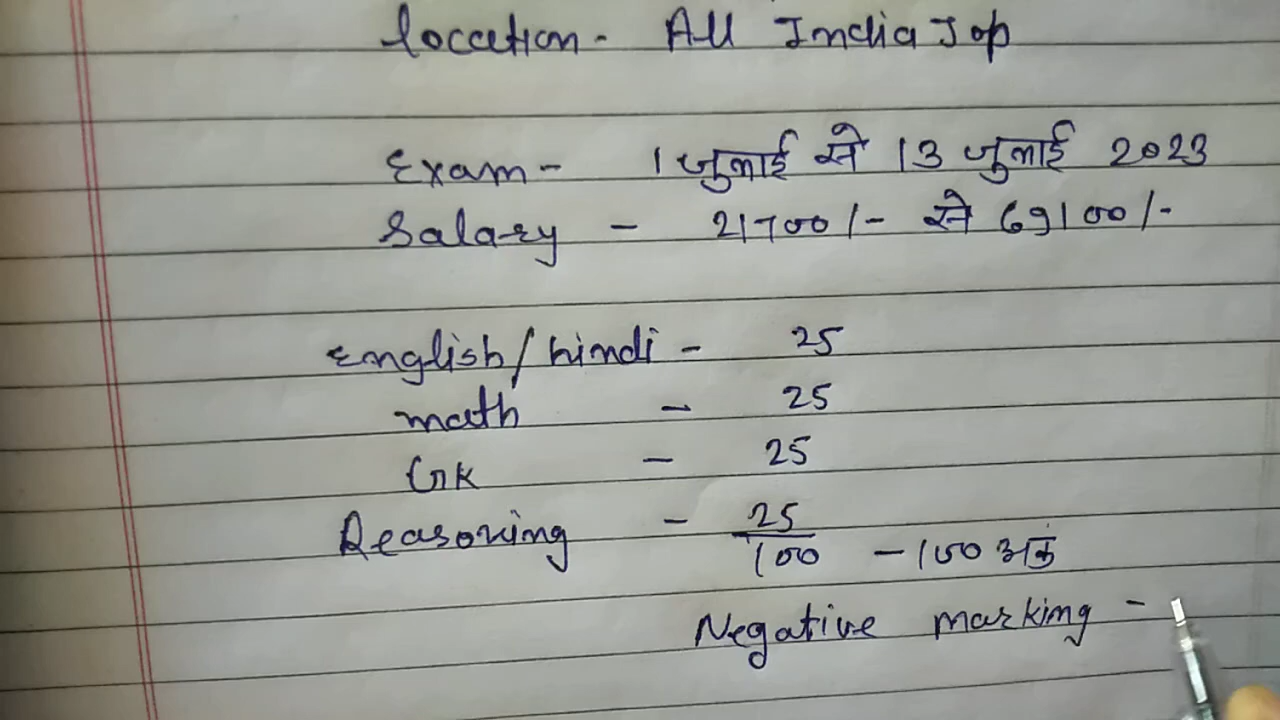 location - All India Job
Exam - 1 जुलाई से 13 जुलाई 2023
Salary - 21700/- से 69100/-
English/hindi - 25
math - 25
GK - 25
Reasoning - 25
100 - 100 अंक
Negative marking -